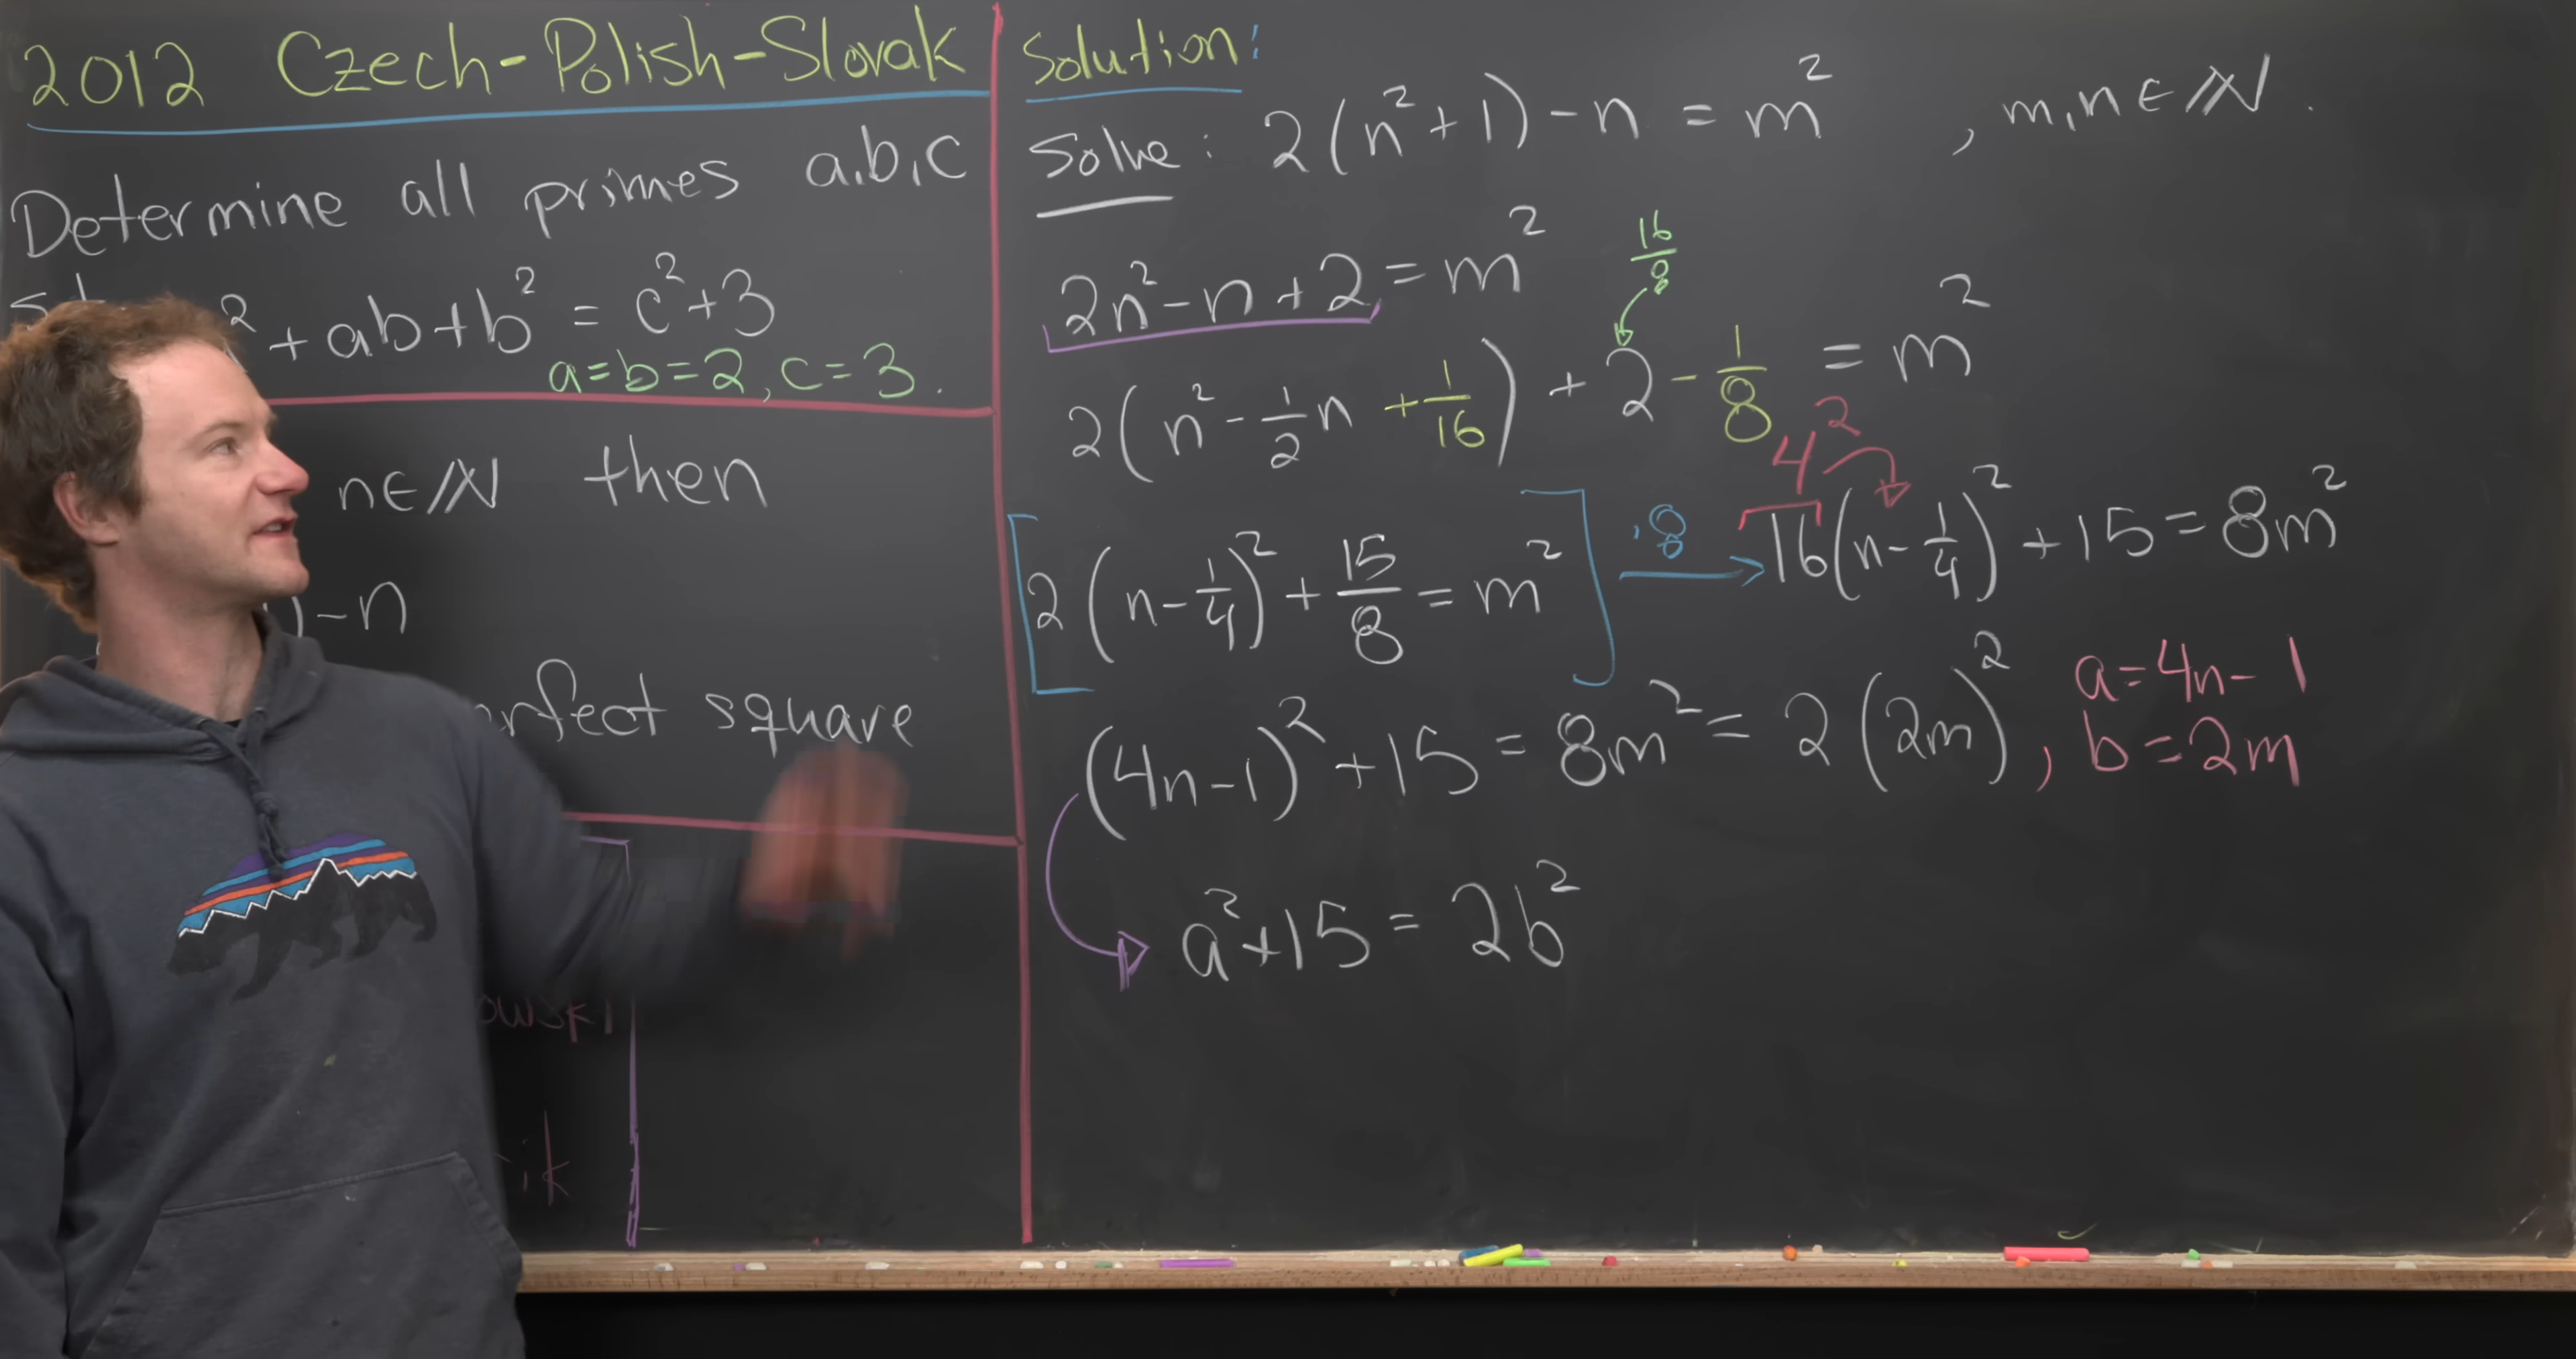 2012 Czech-Polish-Slovak
Determine all primes a,b,c
² + ab + b² = c² + 3
a=b=2, c=3.
n∈ℕ then
)-n
square
Solution:
Solve: 2(n²+1)-n = m² , m,n∈ℕ.
2n²-n+2 = m²
16/8
2(n² - 1/2 n + 1/16) + 2 - 1/8 = m²
4²
[2(n - 1/4)² + 15/8 = m²] ·8 → 16(n - 1/4)² + 15 = 8m²
(4n-1)² + 15 = 8m² = 2(2m)² , a=4n-1
b=2m
a²+15 = 2b²